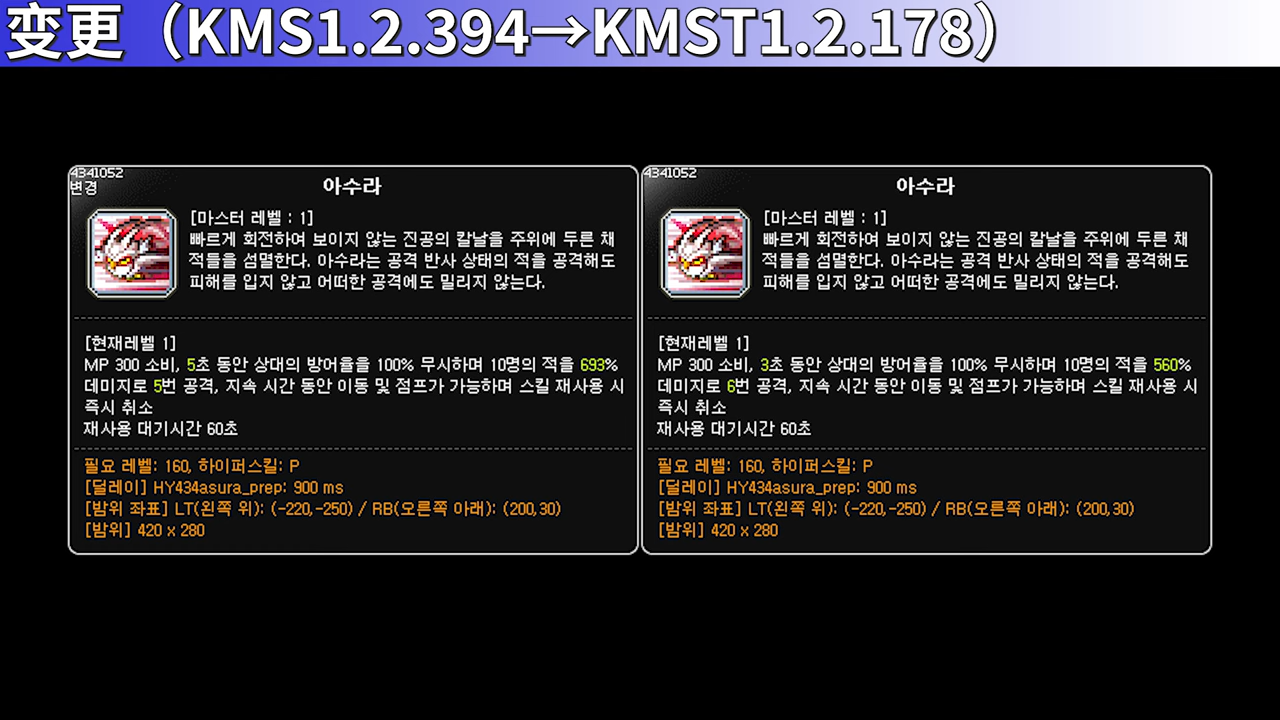 变更（KMS1.2.394→KMST1.2.178）
4341052
변경
아수라
[마스터 레벨 : 1]
빠르게 회전하여 보이지 않는 진공의 칼날을 주위에 두른 채
적들을 섬멸한다. 아수라는 공격 반사 상태의 적을 공격해도
피해를 입지 않고 어떠한 공격에도 밀리지 않는다.
[현재레벨 1]
MP 300 소비, 5초 동안 상대의 방어율을 100% 무시하며 10명의 적을 693%
데미지로 5번 공격, 지속 시간 동안 이동 및 점프가 가능하며 스킬 재사용 시
즉시 취소
재사용 대기시간 60초
필요 레벨: 160, 하이퍼스킬: P
[딜레이] HY434asura_prep: 900 ms
[범위 좌표] LT(왼쪽 위): (-220,-250) / RB(오른쪽 아래): (200,30)
[범위] 420 x 280
4341052
아수라
[마스터 레벨 : 1]
빠르게 회전하여 보이지 않는 진공의 칼날을 주위에 두른 채
적들을 섬멸한다. 아수라는 공격 반사 상태의 적을 공격해도
피해를 입지 않고 어떠한 공격에도 밀리지 않는다.
[현재레벨 1]
MP 300 소비, 3초 동안 상대의 방어율을 100% 무시하며 10명의 적을 560%
데미지로 6번 공격, 지속 시간 동안 이동 및 점프가 가능하며 스킬 재사용 시
즉시 취소
재사용 대기시간 60초
필요 레벨: 160, 하이퍼스킬: P
[딜레이] HY434asura_prep: 900 ms
[범위 좌표] LT(왼쪽 위): (-220,-250) / RB(오른쪽 아래): (200,30)
[범위] 420 x 280